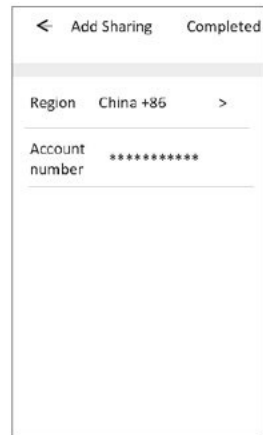 ← Add Sharing Completed
Region China +86 >
Account
number ***********